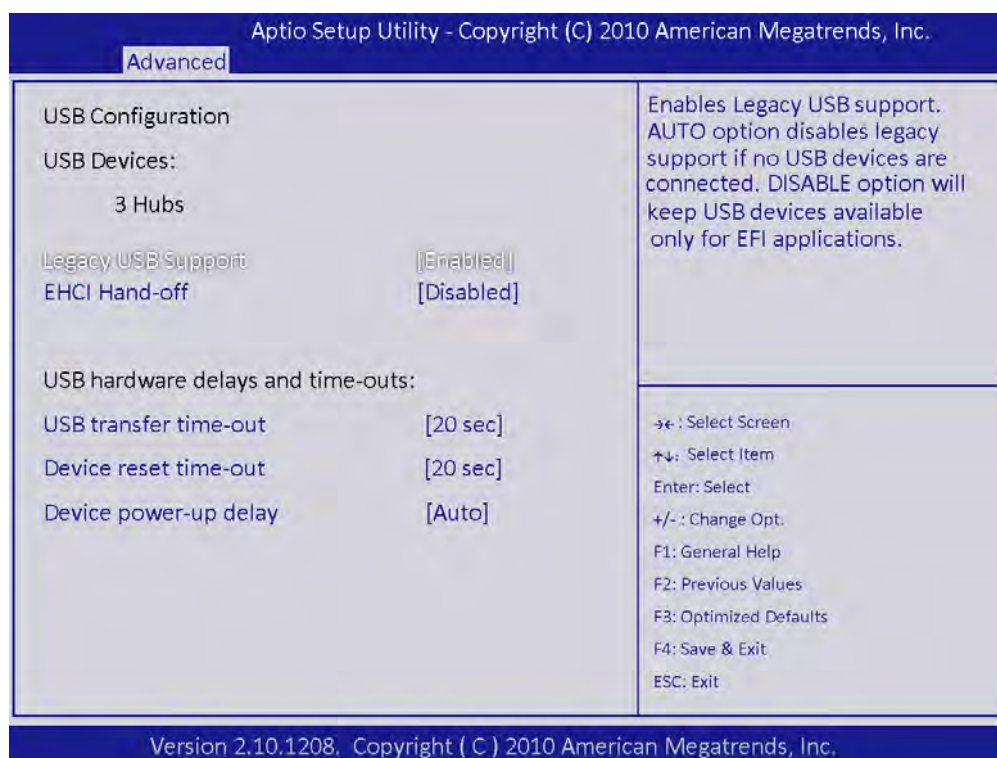 Aptio Setup Utility - Copyright (C) 2010 American Megatrends, Inc.
Advanced
USB Configuration
USB Devices:
3 Hubs
Legacy USB Support [Enabled]
EHCI Hand-off [Disabled]
USB hardware delays and time-outs:
USB transfer time-out [20 sec]
Device reset time-out [20 sec]
Device power-up delay [Auto]
Enables Legacy USB support.
AUTO option disables legacy
support if no USB devices are
connected. DISABLE option will
keep USB devices available
only for EFI applications.
→←: Select Screen
↑↓: Select Item
Enter: Select
+/-: Change Opt.
F1: General Help
F2: Previous Values
F3: Optimized Defaults
F4: Save & Exit
ESC: Exit
Version 2.10.1208. Copyright ( C ) 2010 American Megatrends, Inc.